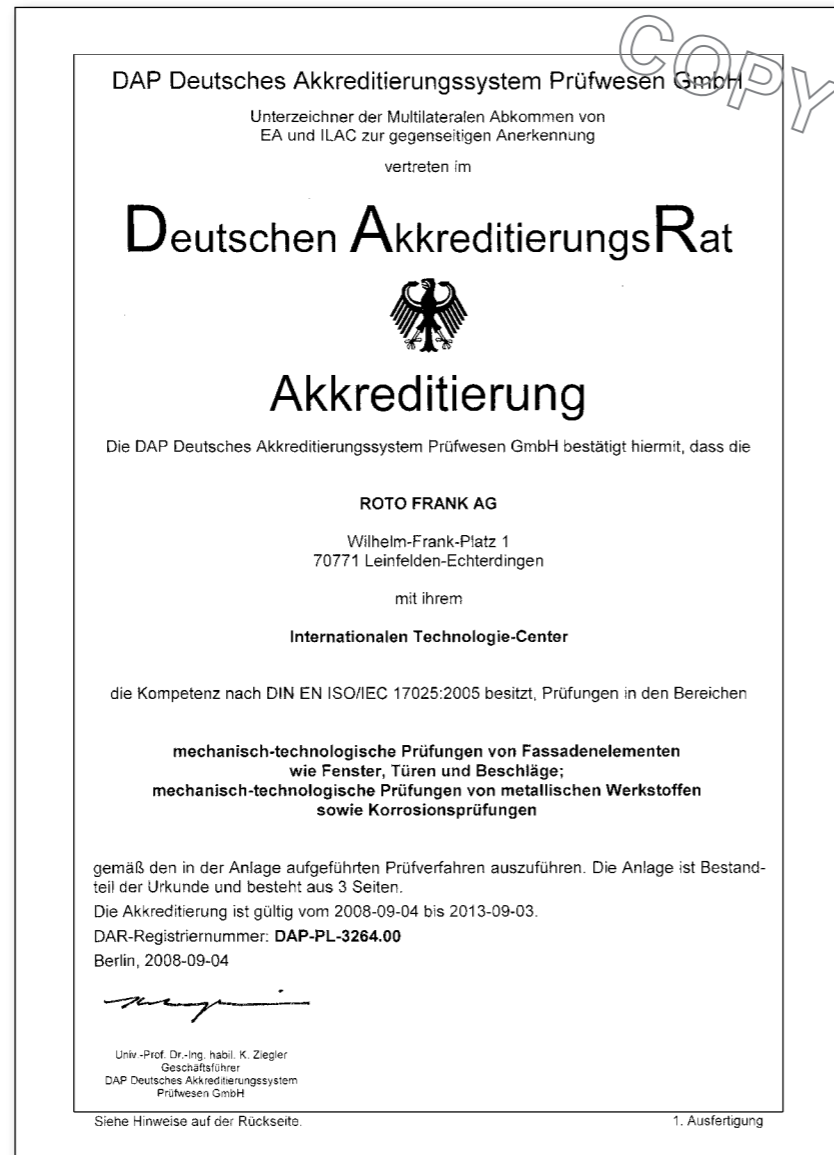 COPY
DAP Deutsches Akkreditierungssystem Prüfwesen GmbH
Unterzeichner der Multilateralen Abkommen von
EA und ILAC zur gegenseitigen Anerkennung
vertreten im
Deutschen AkkreditierungsRat
Akkreditierung
Die DAP Deutsches Akkreditierungssystem Prüfwesen GmbH bestätigt hiermit, dass die
ROTO FRANK AG
Wilhelm-Frank-Platz 1
70771 Leinfelden-Echterdingen
mit ihrem
Internationalen Technologie-Center
die Kompetenz nach DIN EN ISO/IEC 17025:2005 besitzt, Prüfungen in den Bereichen
mechanisch-technologische Prüfungen von Fassadenelementen
wie Fenster, Türen und Beschläge;
mechanisch-technologische Prüfungen von metallischen Werkstoffen
sowie Korrosionsprüfungen
gemäß den in der Anlage aufgeführten Prüfverfahren auszuführen. Die Anlage ist Bestand-
teil der Urkunde und besteht aus 3 Seiten.
Die Akkreditierung ist gültig vom 2008-09-04 bis 2013-09-03.
DAR-Registriernummer: DAP-PL-3264.00
Berlin, 2008-09-04
Univ.-Prof. Dr.-Ing. habil. K. Ziegler
Geschäftsführer
DAP Deutsches Akkreditierungssystem
Prüfwesen GmbH
Siehe Hinweise auf der Rückseite.
1. Ausfertigung